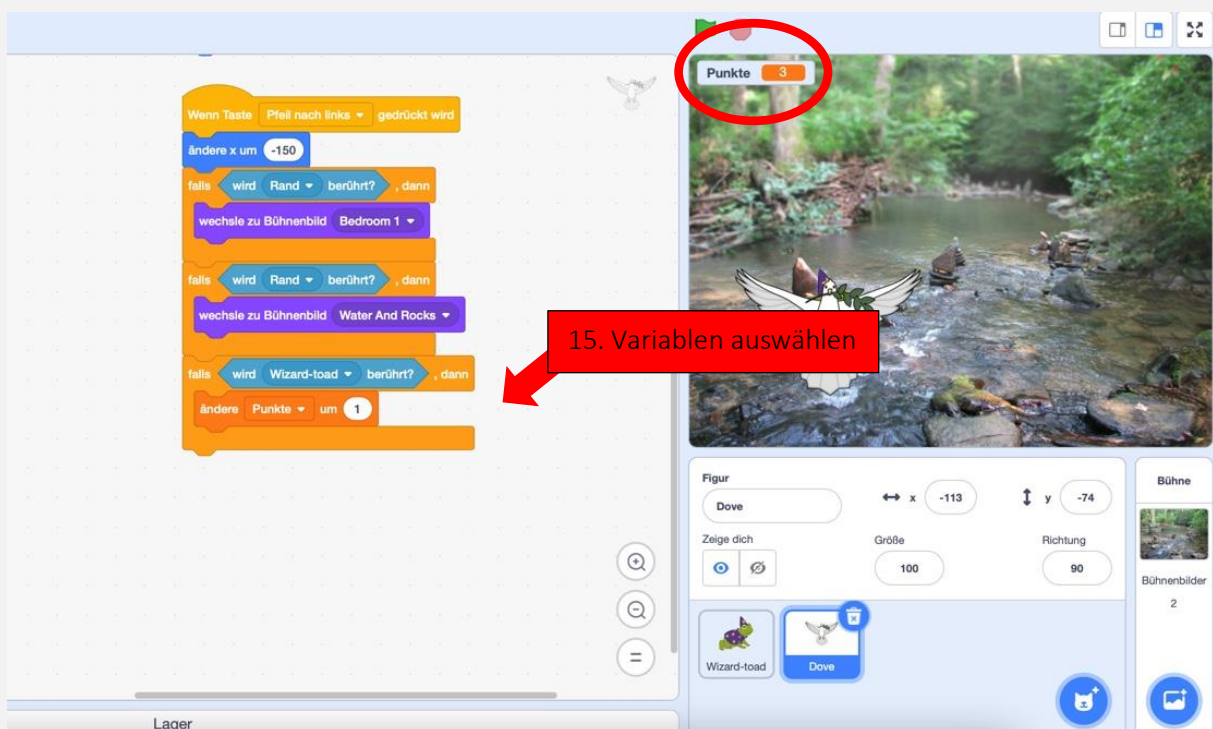 Wenn Taste Pfeil nach links gedrückt wird
ändere x um -150
falls wird Rand berührt? , dann
wechsle zu Bühnenbild Bedroom 1
falls wird Rand berührt? , dann
wechsle zu Bühnenbild Water And Rocks
falls wird Wizard-toad berührt? , dann
ändere Punkte um 1
15. Variablen auswählen
Punkte 3
Figur
Dove
x -113
y -74
Zeige dich
Größe
100
Richtung
90
Wizard-toad
Dove
Bühne
Bühnenbilder
2
Lager